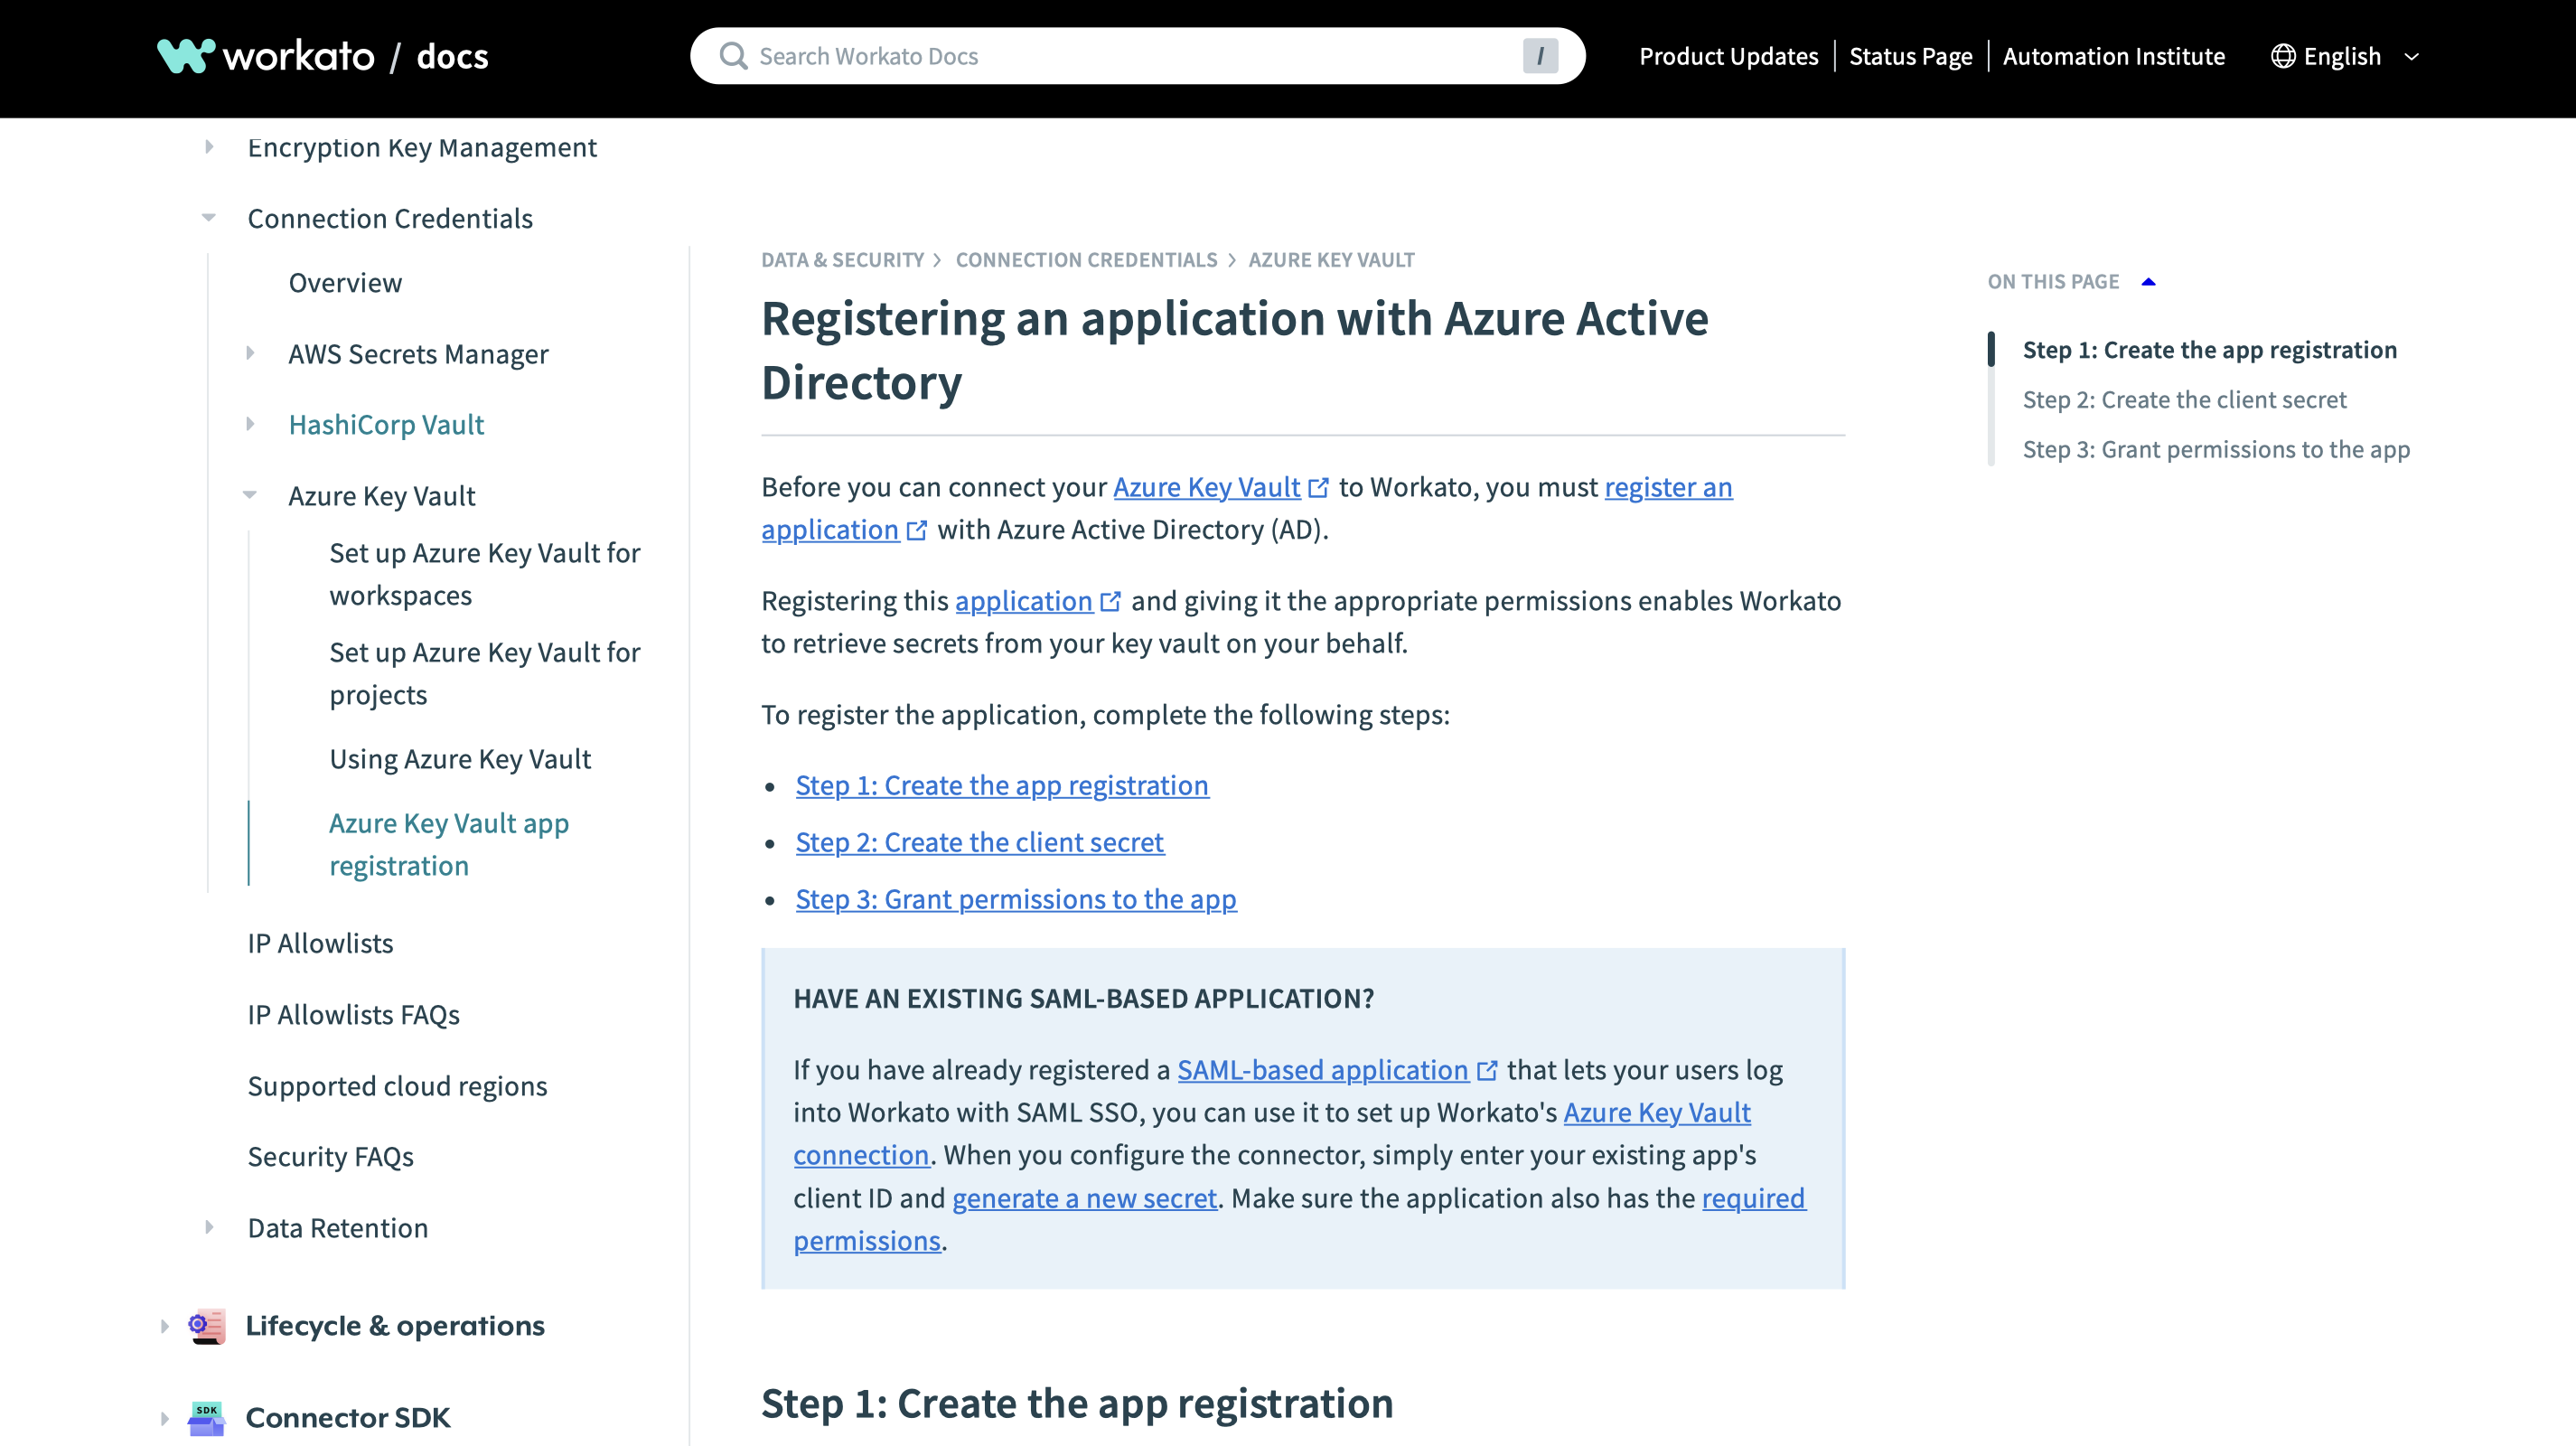 workato / docs
Search Workato Docs
/
Product Updates
Status Page
Automation Institute
English
Encryption Key Management
Connection Credentials
Overview
AWS Secrets Manager
HashiCorp Vault
Azure Key Vault
Set up Azure Key Vault for
workspaces
Set up Azure Key Vault for
projects
Using Azure Key Vault
Azure Key Vault app
registration
IP Allowlists
IP Allowlists FAQs
Supported cloud regions
Security FAQs
Data Retention
Lifecycle & operations
SDK
Connector SDK
DATA & SECURITY > CONNECTION CREDENTIALS > AZURE KEY VAULT
Registering an application with Azure Active
Directory
Before you can connect your Azure Key Vault to Workato, you must register an
application with Azure Active Directory (AD).
Registering this application and giving it the appropriate permissions enables Workato
to retrieve secrets from your key vault on your behalf.
To register the application, complete the following steps:
• Step 1: Create the app registration
• Step 2: Create the client secret
• Step 3: Grant permissions to the app
HAVE AN EXISTING SAML-BASED APPLICATION?
If you have already registered a SAML-based application that lets your users log
into Workato with SAML SSO, you can use it to set up Workato's Azure Key Vault
connection. When you configure the connector, simply enter your existing app's
client ID and generate a new secret. Make sure the application also has the required
permissions.
Step 1: Create the app registration
ON THIS PAGE
Step 1: Create the app registration
Step 2: Create the client secret
Step 3: Grant permissions to the app